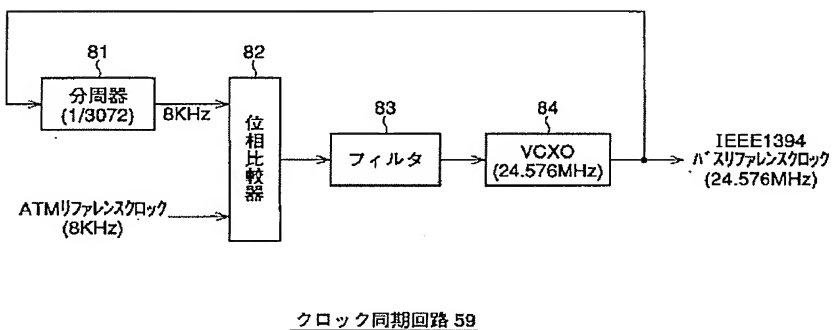 81
分周器
(1/3072)
8KHz
82
位相比較器
83
フィルタ
84
VCXO
(24.576MHz)
IEEE1394
バスリファレンスクロック
(24.576MHz)
ATMリファレンスクロック
(8KHz)
クロック同期回路 59